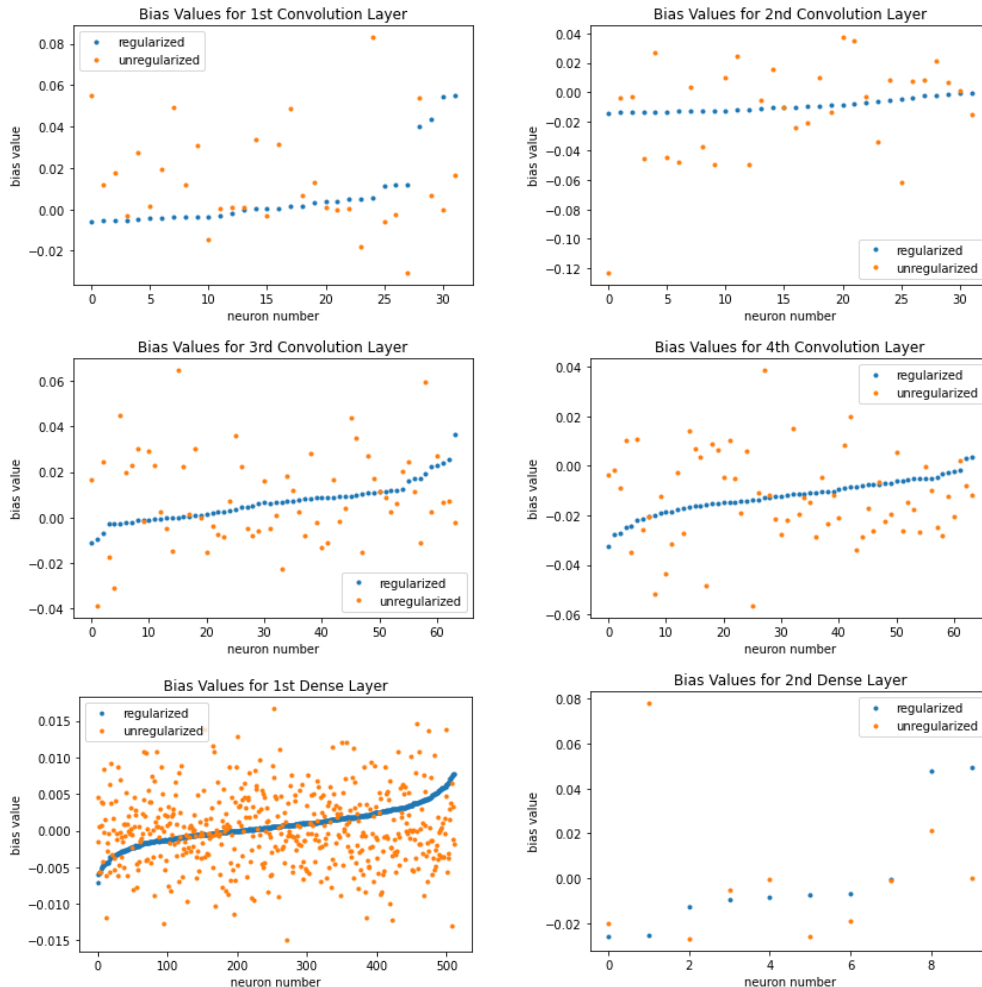 Bias Values for 1st Convolution Layer
regularized
unregularized
0.08
0.06
0.04
0.02
0.00
−0.02
bias value
0 5 10 15 20 25 30
neuron number
Bias Values for 2nd Convolution Layer
0.04
0.02
0.00
−0.02
−0.04
−0.06
−0.08
−0.10
−0.12
bias value
regularized
unregularized
0 5 10 15 20 25 30
neuron number
Bias Values for 3rd Convolution Layer
0.06
0.04
0.02
0.00
−0.02
−0.04
bias value
regularized
unregularized
0 10 20 30 40 50 60
neuron number
Bias Values for 4th Convolution Layer
regularized
unregularized
0.04
0.02
0.00
−0.02
−0.04
−0.06
bias value
0 10 20 30 40 50 60
neuron number
Bias Values for 1st Dense Layer
regularized
unregularized
0.015
0.010
0.005
0.000
−0.005
−0.010
−0.015
bias value
0 100 200 300 400 500
neuron number
Bias Values for 2nd Dense Layer
regularized
unregularized
0.08
0.06
0.04
0.02
0.00
−0.02
bias value
0 2 4 6 8
neuron number